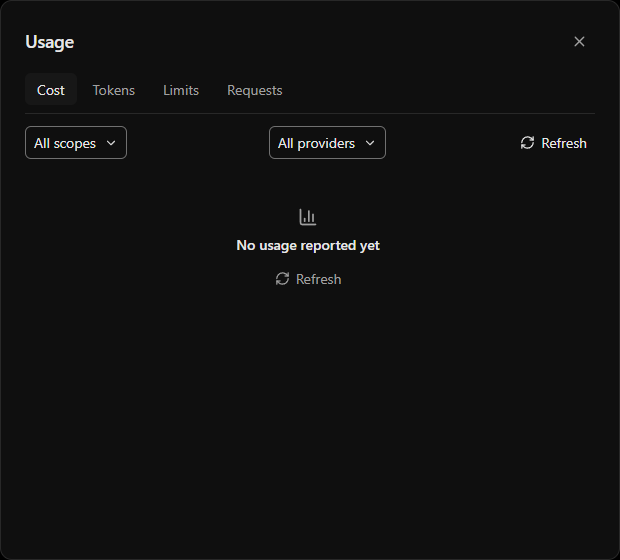 Usage
Cost Tokens Limits Requests
All scopes All providers Refresh
No usage reported yet
Refresh